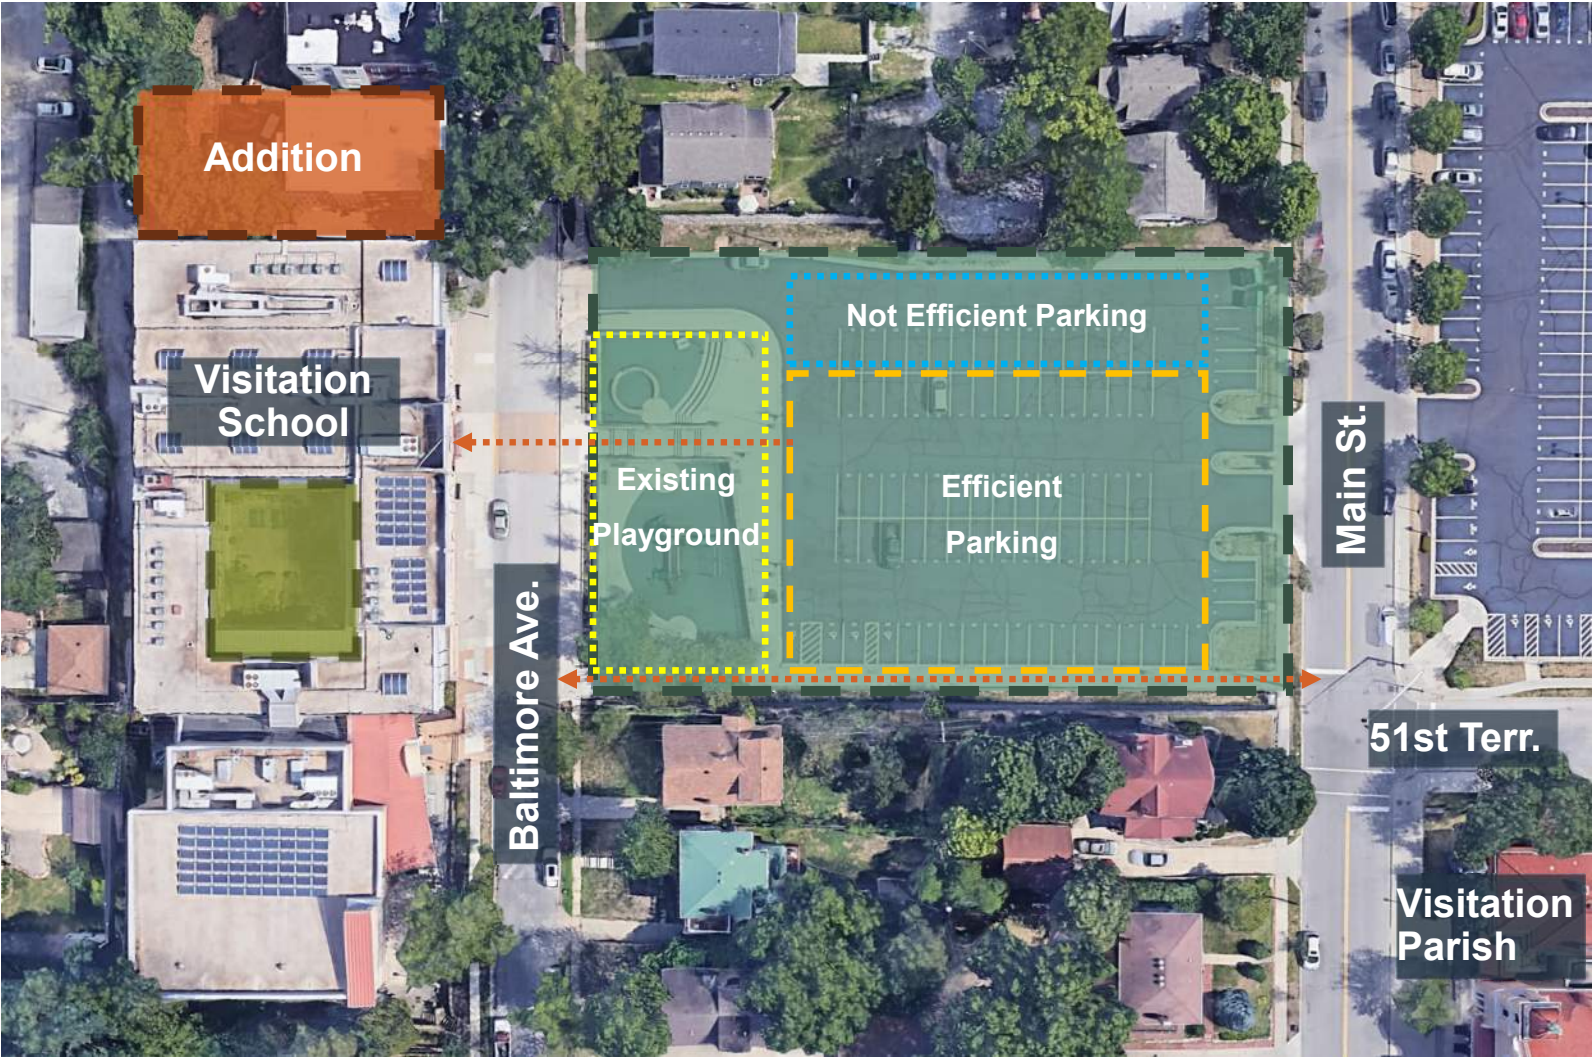 Addition
Not Efficient Parking
Visitation
School
Existing
Playground
Efficient
Parking
Main St.
Baltimore Ave.
51st Terr.
Visitation
Parish